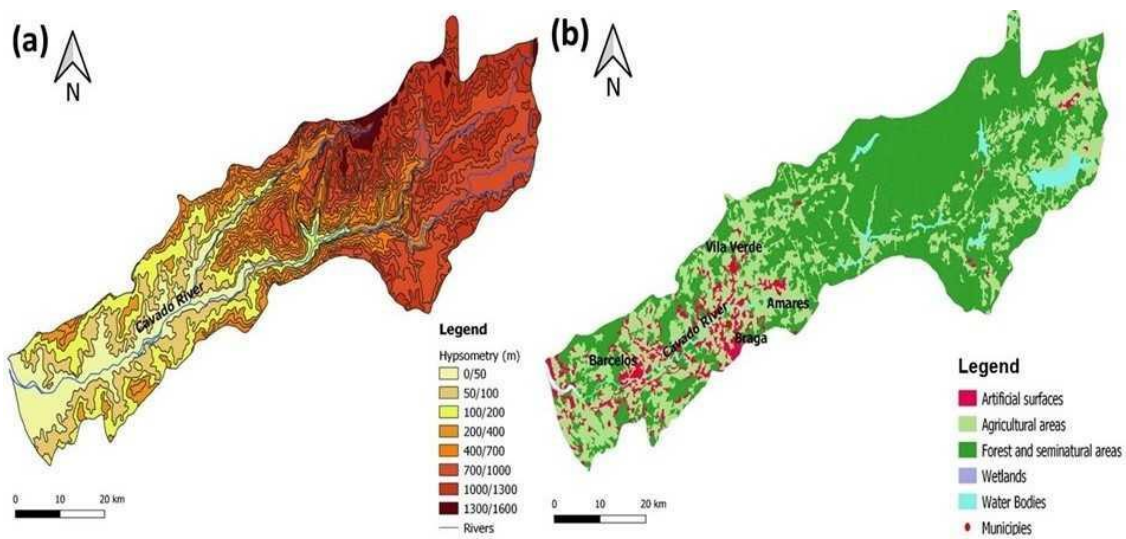 (a)
N
Cavado River
Legend
Hypsometry (m)
0/50
50/100
100/200
200/400
400/700
700/1000
1000/1300
1300/1600
Rivers
0 10 20 km
(b)
N
Vila Verde
Amares
Cavado River
Braga
Barcelos
Legend
Artificial surfaces
Agricultural areas
Forest and seminatural areas
Wetlands
Water Bodies
Municipies
0 10 20 km